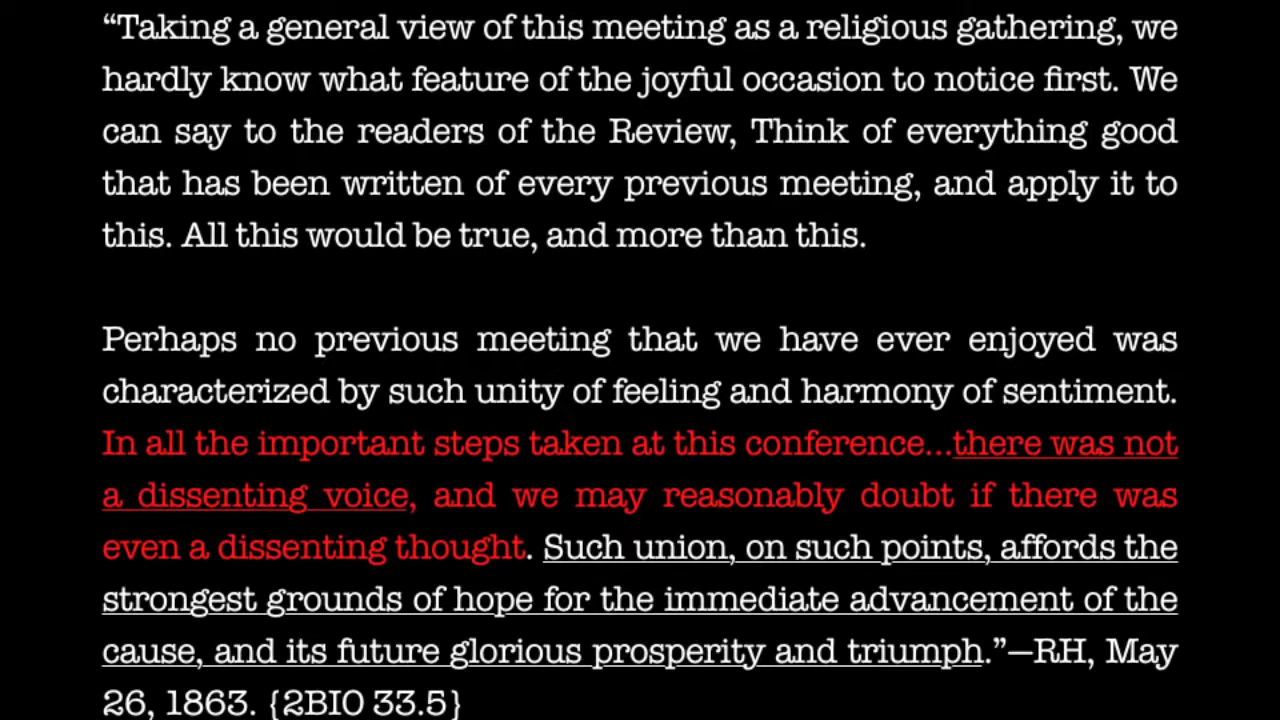 “Taking a general view of this meeting as a religious gathering, we
hardly know what feature of the joyful occasion to notice first. We
can say to the readers of the Review, Think of everything good
that has been written of every previous meeting, and apply it to
this. All this would be true, and more than this.
Perhaps no previous meeting that we have ever enjoyed was
characterized by such unity of feeling and harmony of sentiment.
In all the important steps taken at this conference...there was not
a dissenting voice, and we may reasonably doubt if there was
even a dissenting thought. Such union, on such points, affords the
strongest grounds of hope for the immediate advancement of the
cause, and its future glorious prosperity and triumph.”—RH, May
26, 1863. {2BIO 33.5}